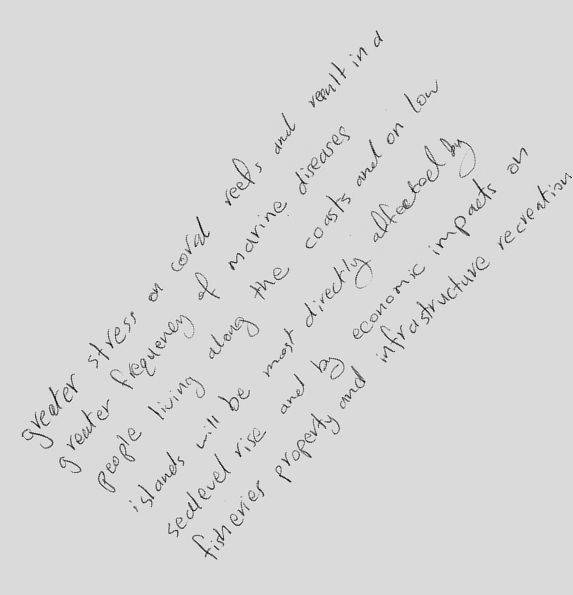 greater stress on coral reefs and result in a
greater frequency of marine diseases
people living along the coasts and on low
islands will be most directly affected by
sealevel rise and by economic impacts on
fisheries property and infrastructure recreation